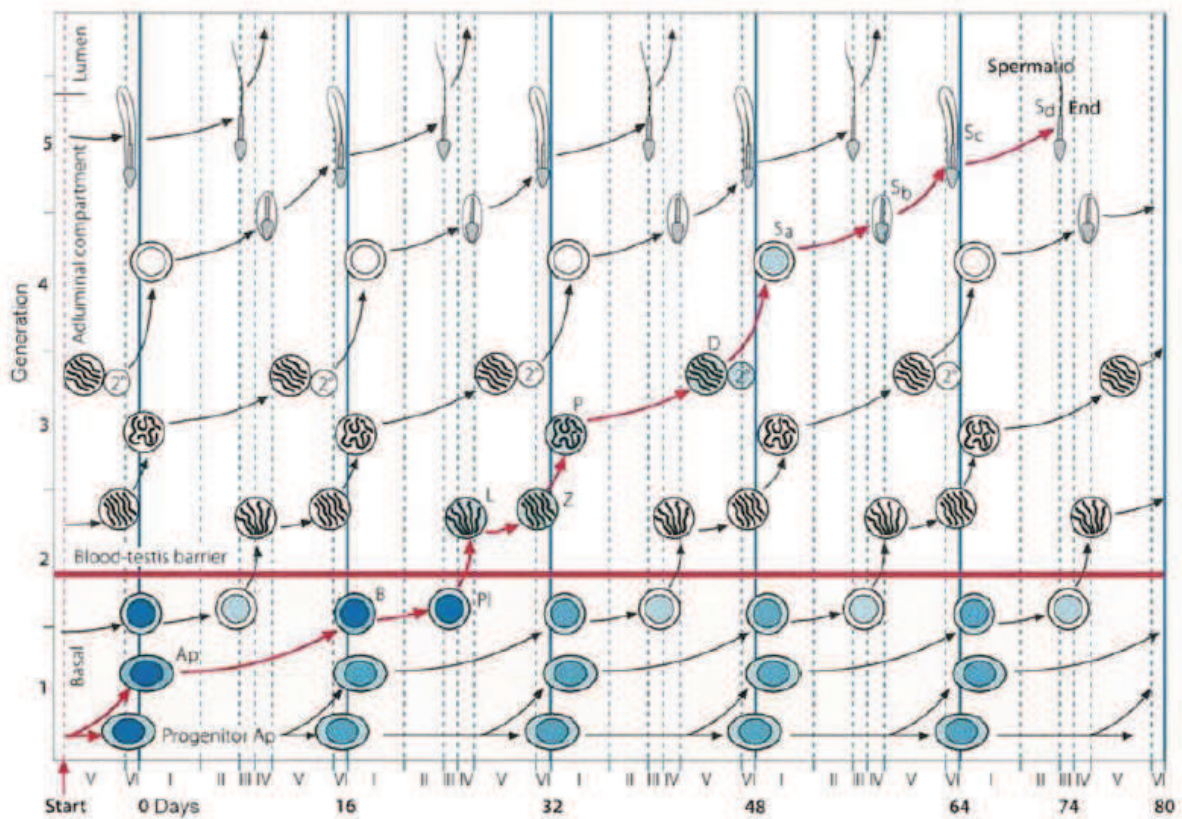 Lumen
Adluminal compartment
Generation
5
4
3
2
1
Spermatid
Sd End
Sc
Sb
Sa
D
2° 2° 2° 2° 2°
P
L
Z
Blood-testis barrier
B
Pl
Ap
Basal
Progenitor Ap
V VI I II III IV V VI I II III IV V VI I II III IV V VI I II III IV V VI I II III IV V VI
Start 0 Days 16 32 48 64 74 80